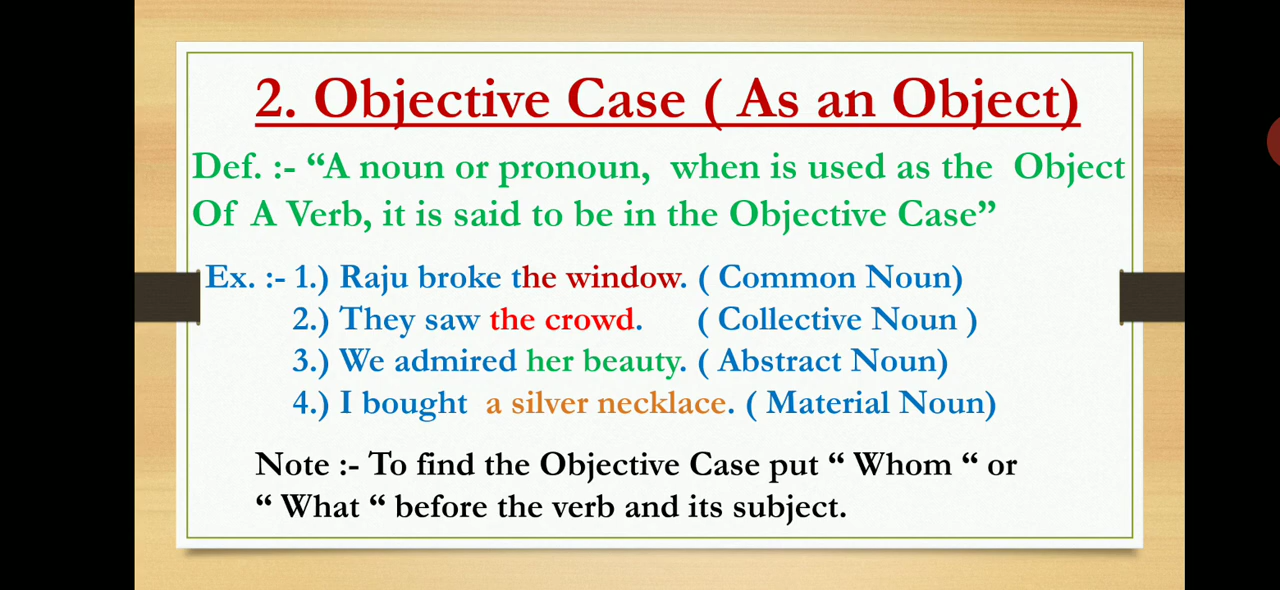 2. Objective Case ( As an Object)
Def. :- “A noun or pronoun, when is used as the Object
Of A Verb, it is said to be in the Objective Case”
Ex. :- 1.) Raju broke the window. ( Common Noun)
2.) They saw the crowd. ( Collective Noun )
3.) We admired her beauty. ( Abstract Noun)
4.) I bought a silver necklace. ( Material Noun)
Note :- To find the Objective Case put “ Whom “ or
“ What “ before the verb and its subject.